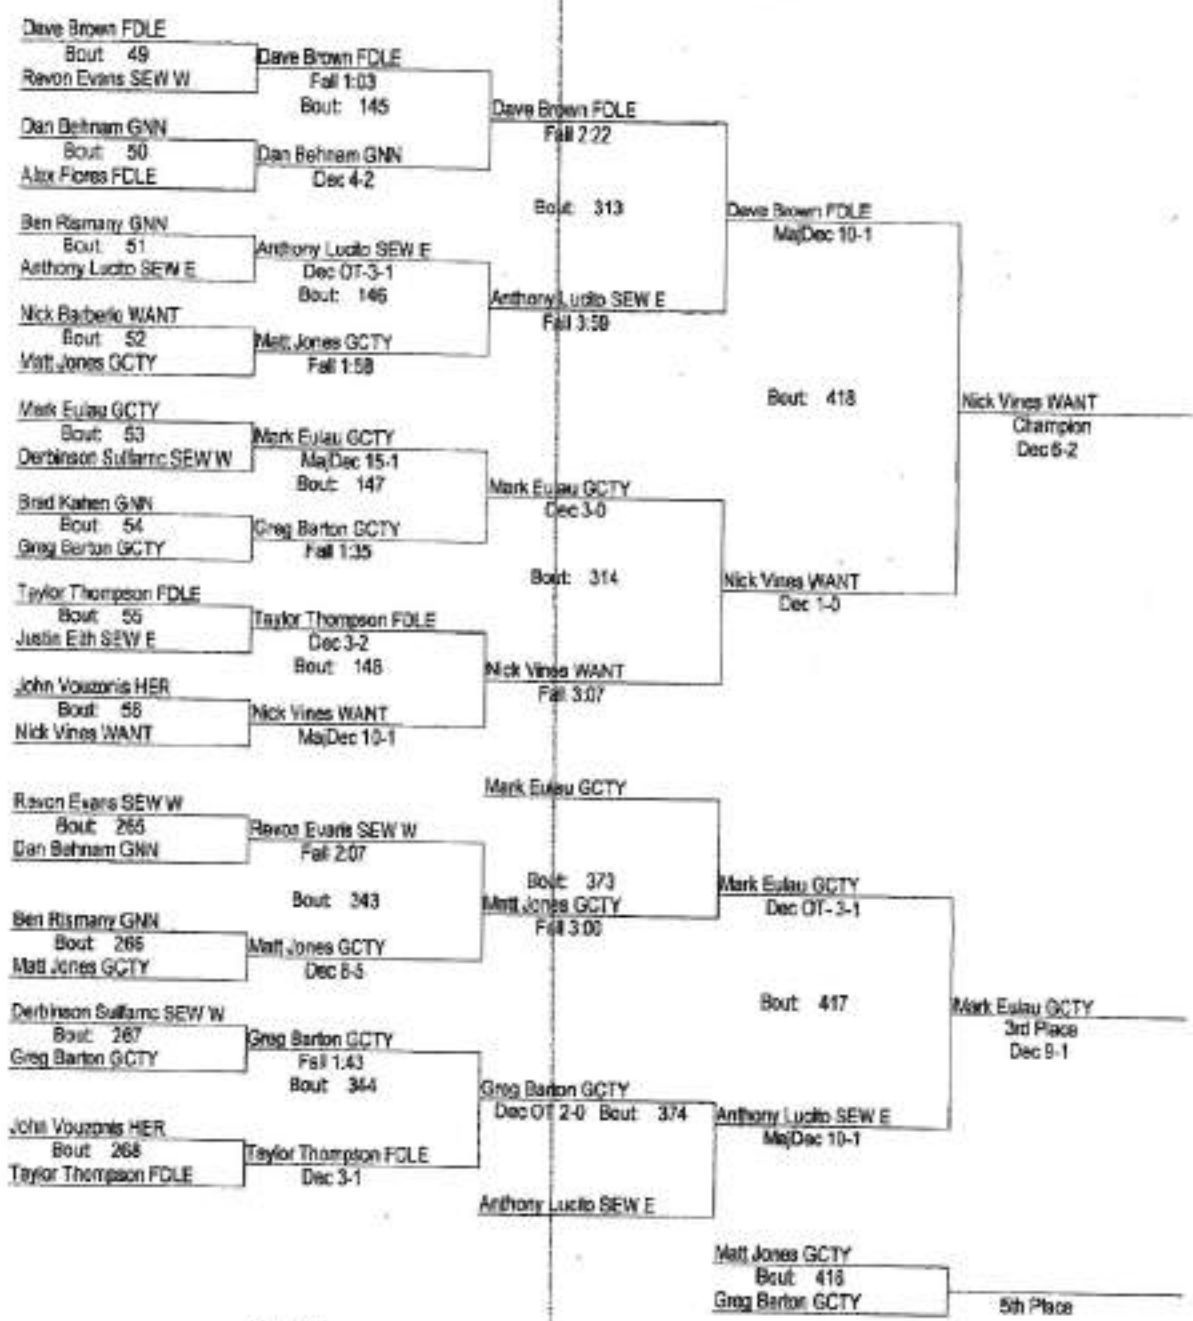 Dave Brown FDLE
Bout 49
Revon Evans SEW W
Dave Brown FDLE
Fall 1:03
Bout: 145
Dan Behnam GNN
Bout: 50
Alex Flores FDLE
Dan Behnam GNN
Dec 4-2
Dave Brown FDLE
Fall 2:22
Bout: 313
Ben Rismany GNN
Bout 51
Anthony Lucito SEW E
Anthony Lucito SEW E
Dec OT-3-1
Bout: 146
Nick Barberio WANT
Bout 52
Matt Jones GCTY
Matt Jones GCTY
Fall 1:58
Anthony Lucito SEW E
Fall 3:59
Dave Brown FDLE
MajDec 10-1
Bout: 418
Mark Eulau GCTY
Bout: 53
Derbinson Sulfarnc SEW W
Mark Eulau GCTY
MajDec 15-1
Bout: 147
Brad Kahen GNN
Bout 54
Greg Barton GCTY
Greg Barton GCTY
Fall 1:35
Mark Eulau GCTY
Dec 3-0
Bout: 314
Taylor Thompson FDLE
Bout 55
Justin Eith SEW E
Taylor Thompson FDLE
Dec 3-2
Bout: 148
John Vouzonis HER
Bout: 56
Nick Vines WANT
Nick Vines WANT
MajDec 10-1
Nick Vines WANT
Fall 3:07
Nick Vines WANT
Dec 1-0
Nick Vines WANT
Champion
Dec 6-2
Revon Evans SEW W
Bout: 265
Dan Behnam GNN
Revon Evans SEW W
Fall 2:07
Bout 343
Ben Rismany GNN
Bout 266
Matt Jones GCTY
Matt Jones GCTY
Dec 8-5
Mark Eulau GCTY
Bout: 373
Matt Jones GCTY
Fall 3:00
Mark Eulau GCTY
Dec OT- 3-1
Bout: 417
Derbinson Sulfarnc SEW W
Bout: 267
Greg Barton GCTY
Greg Barton GCTY
Fall 1:43
Bout 344
John Vouzonis HER
Bout 268
Taylor Thompson FDLE
Taylor Thompson FDLE
Dec 3-1
Greg Barton GCTY
Dec OT 2-0 Bout 374
Anthony Lucito SEW E
Anthony Lucito SEW E
MajDec 10-1
Mark Eulau GCTY
3rd Place
Dec 9-1
Matt Jones GCTY
Bout 416
Greg Barton GCTY
5th Place